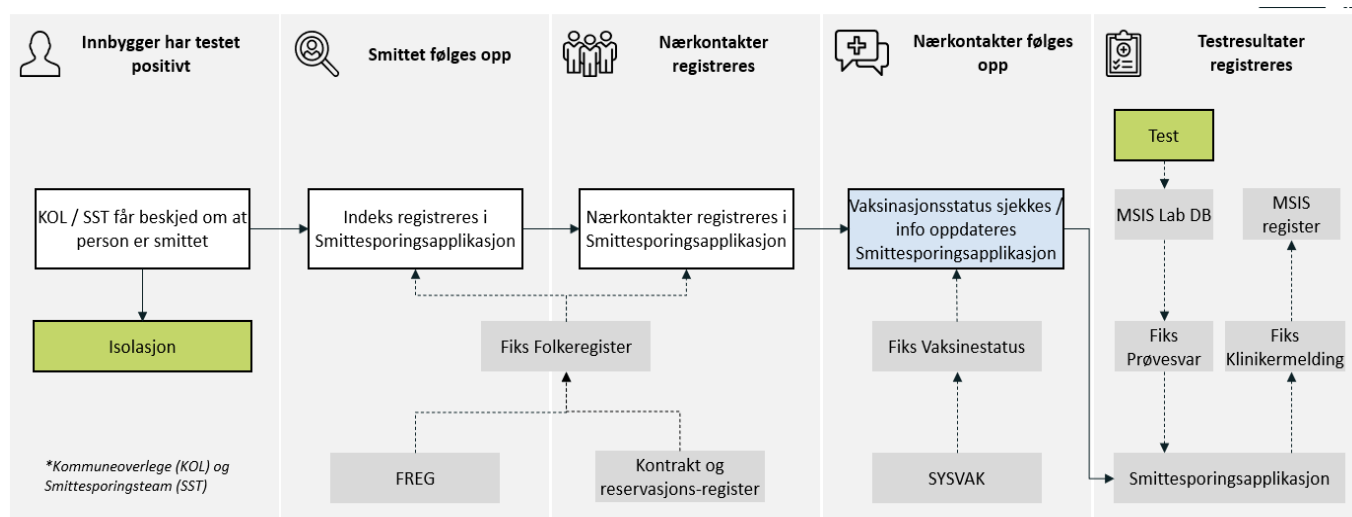 Innbygger har testet
positivt
Smittet følges opp
Nærkontakter
registreres
Nærkontakter følges
opp
Testresultater
registreres
KOL / SST får beskjed om at
person er smittet
Isolasjon
*Kommuneoverlege (KOL) og
Smittesporingsteam (SST)
Indeks registreres i
Smittesporingsapplikasjon
Nærkontakter registreres i
Smittesporingsapplikasjon
Fiks Folkeregister
FREG
Kontrakt og
reservasjons-register
Vaksinasjonsstatus sjekkes /
info oppdateres
Smittesporingsapplikasjon
Fiks Vaksinestatus
SYSVAK
Test
MSIS Lab DB
MSIS
register
Fiks
Prøvesvar
Fiks
Klinikermelding
Smittesporingsapplikasjon